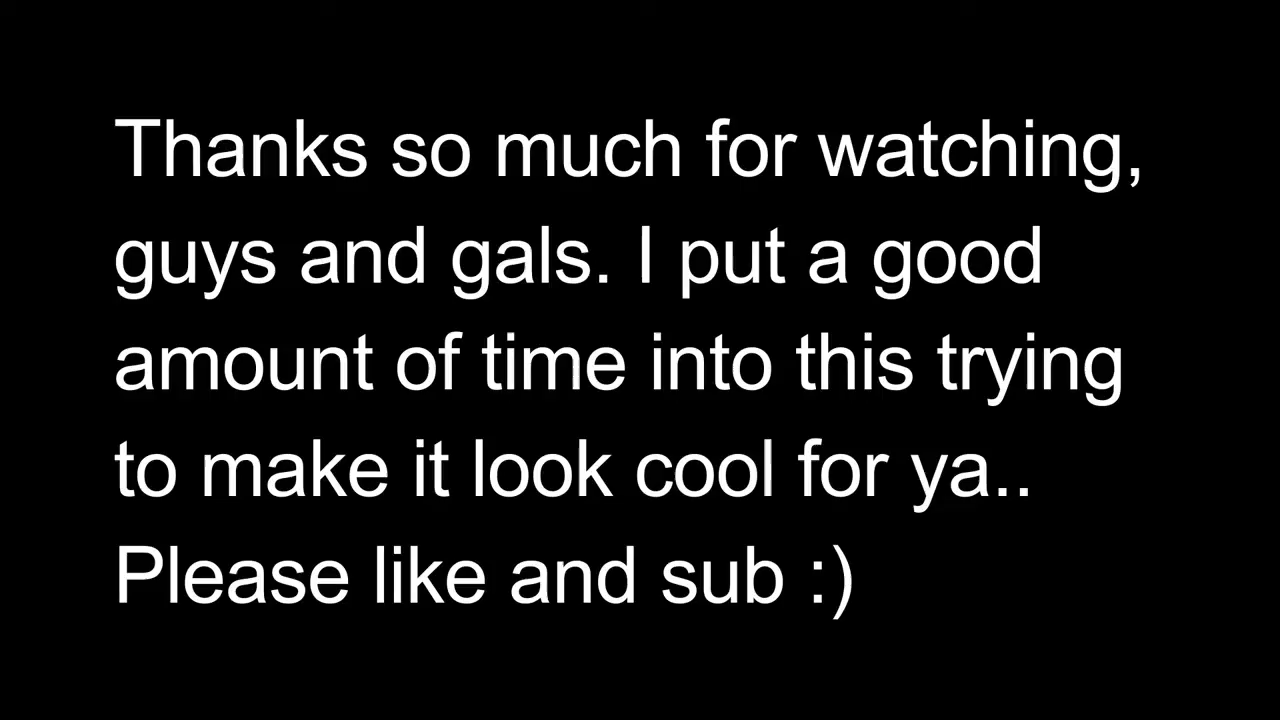 Thanks so much for watching,
guys and gals. I put a good
amount of time into this trying
to make it look cool for ya..
Please like and sub :)